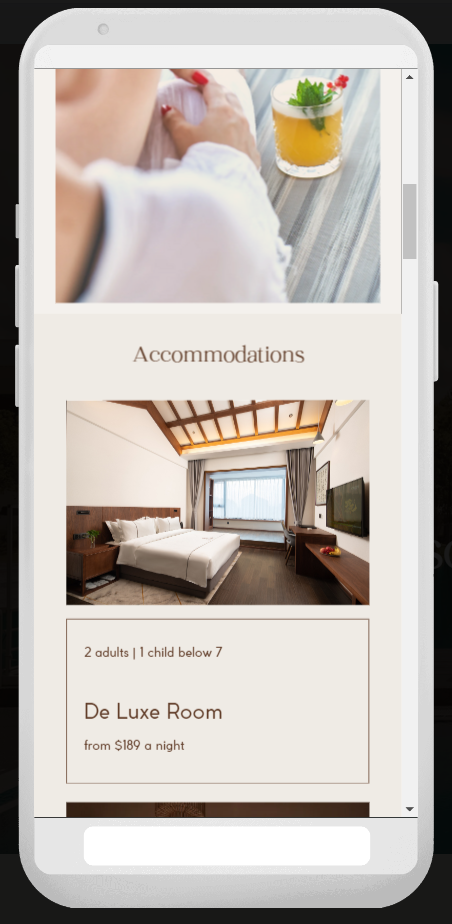 Accommodations
2 adults | 1 child below 7
De Luxe Room
from $189 a night